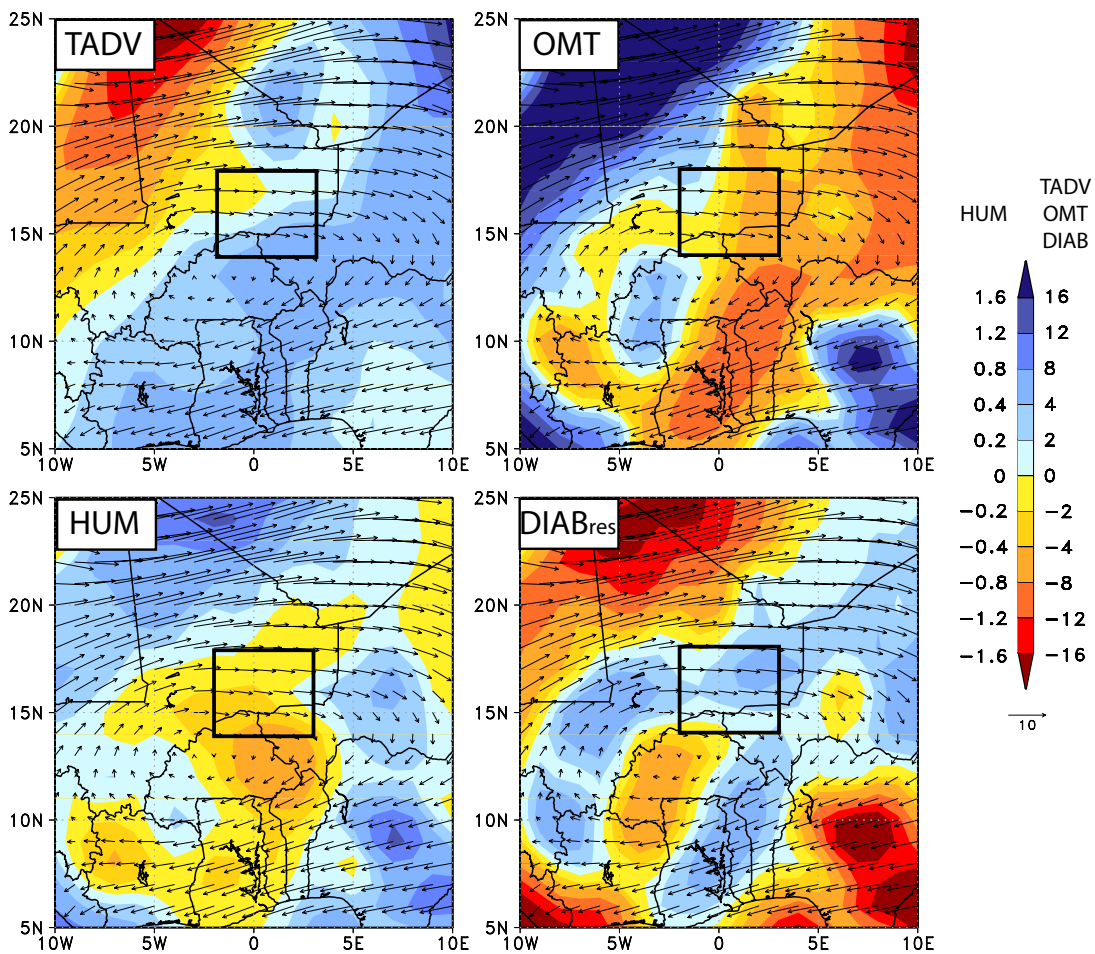 25N
TADV
20N
15N
10N
5N
10W 5W 0 5E 10E
25N
OMT
20N
15N
10N
5N
10W 5W 0 5E 10E
25N
HUM
20N
15N
10N
5N
10W 5W 0 5E 10E
25N
DIABres
20N
15N
10N
5N
10W 5W 0 5E 10E
TADV
HUM OMT
DIAB
1.6 16
1.2 12
0.8 8
0.4 4
0.2 2
0 0
−0.2 −2
−0.4 −4
−0.8 −8
−1.2 −12
−1.6 −16
10